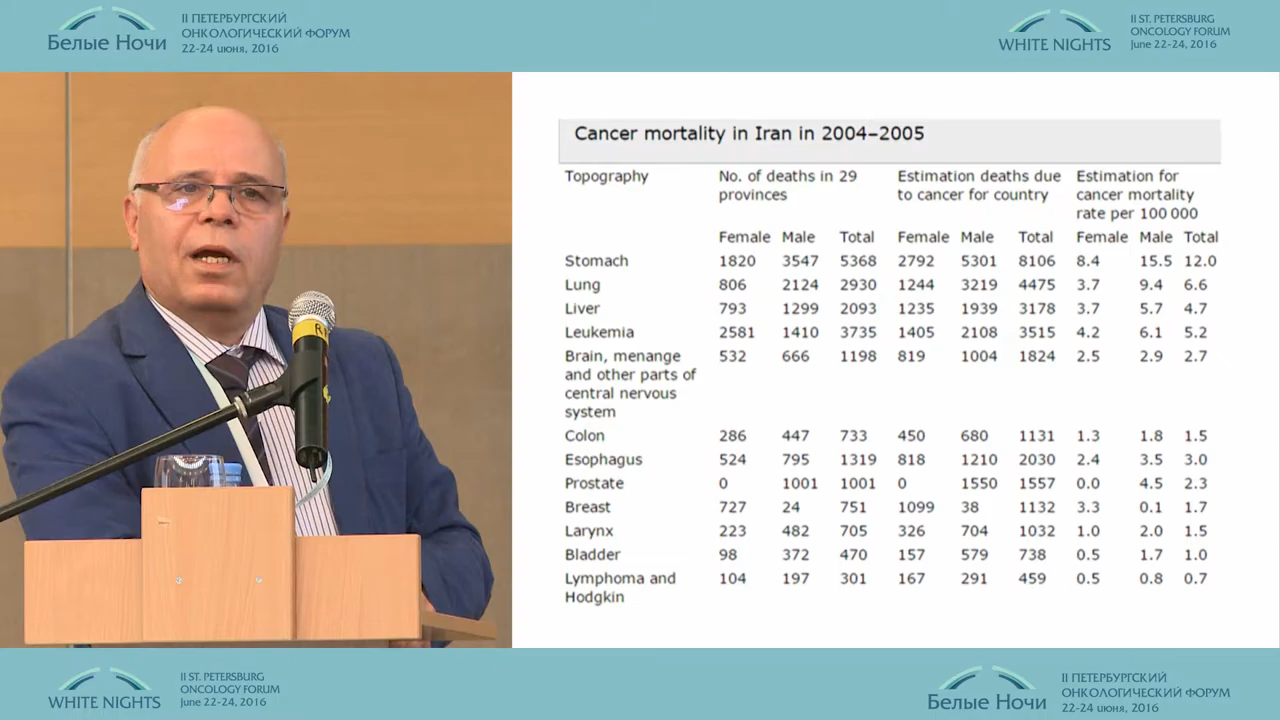 II ПЕТЕРБУРГСКИЙ
ОНКОЛОГИЧЕСКИЙ ФОРУМ
Белые Ночи
22-24 июня, 2016
II ST. PETERSBURG
ONCOLOGY FORUM
WHITE NIGHTS
June 22-24, 2016
Cancer mortality in Iran in 2004–2005
Topography No. of deaths in 29 Estimation deaths due Estimation for
provinces to cancer for country cancer mortality
rate per 100 000
Female Male Total Female Male Total Female Male Total
Stomach 1820 3547 5368 2792 5301 8106 8.4 15.5 12.0
Lung 806 2124 2930 1244 3219 4475 3.7 9.4 6.6
Liver 793 1299 2093 1235 1939 3178 3.7 5.7 4.7
Leukemia 2581 1410 3735 1405 2108 3515 4.2 6.1 5.2
Brain, menange 532 666 1198 819 1004 1824 2.5 2.9 2.7
and other parts of
central nervous
system
Colon 286 447 733 450 680 1131 1.3 1.8 1.5
Esophagus 524 795 1319 818 1210 2030 2.4 3.5 3.0
Prostate 0 1001 1001 0 1550 1557 0.0 4.5 2.3
Breast 727 24 751 1099 38 1132 3.3 0.1 1.7
Larynx 223 482 705 326 704 1032 1.0 2.0 1.5
Bladder 98 372 470 157 579 738 0.5 1.7 1.0
Lymphoma and 104 197 301 167 291 459 0.5 0.8 0.7
Hodgkin
II ST. PETERSBURG
ONCOLOGY FORUM
WHITE NIGHTS
June 22-24, 2016
II ПЕТЕРБУРГСКИЙ
ОНКОЛОГИЧЕСКИЙ ФОРУМ
Белые Ночи
22-24 июня, 2016